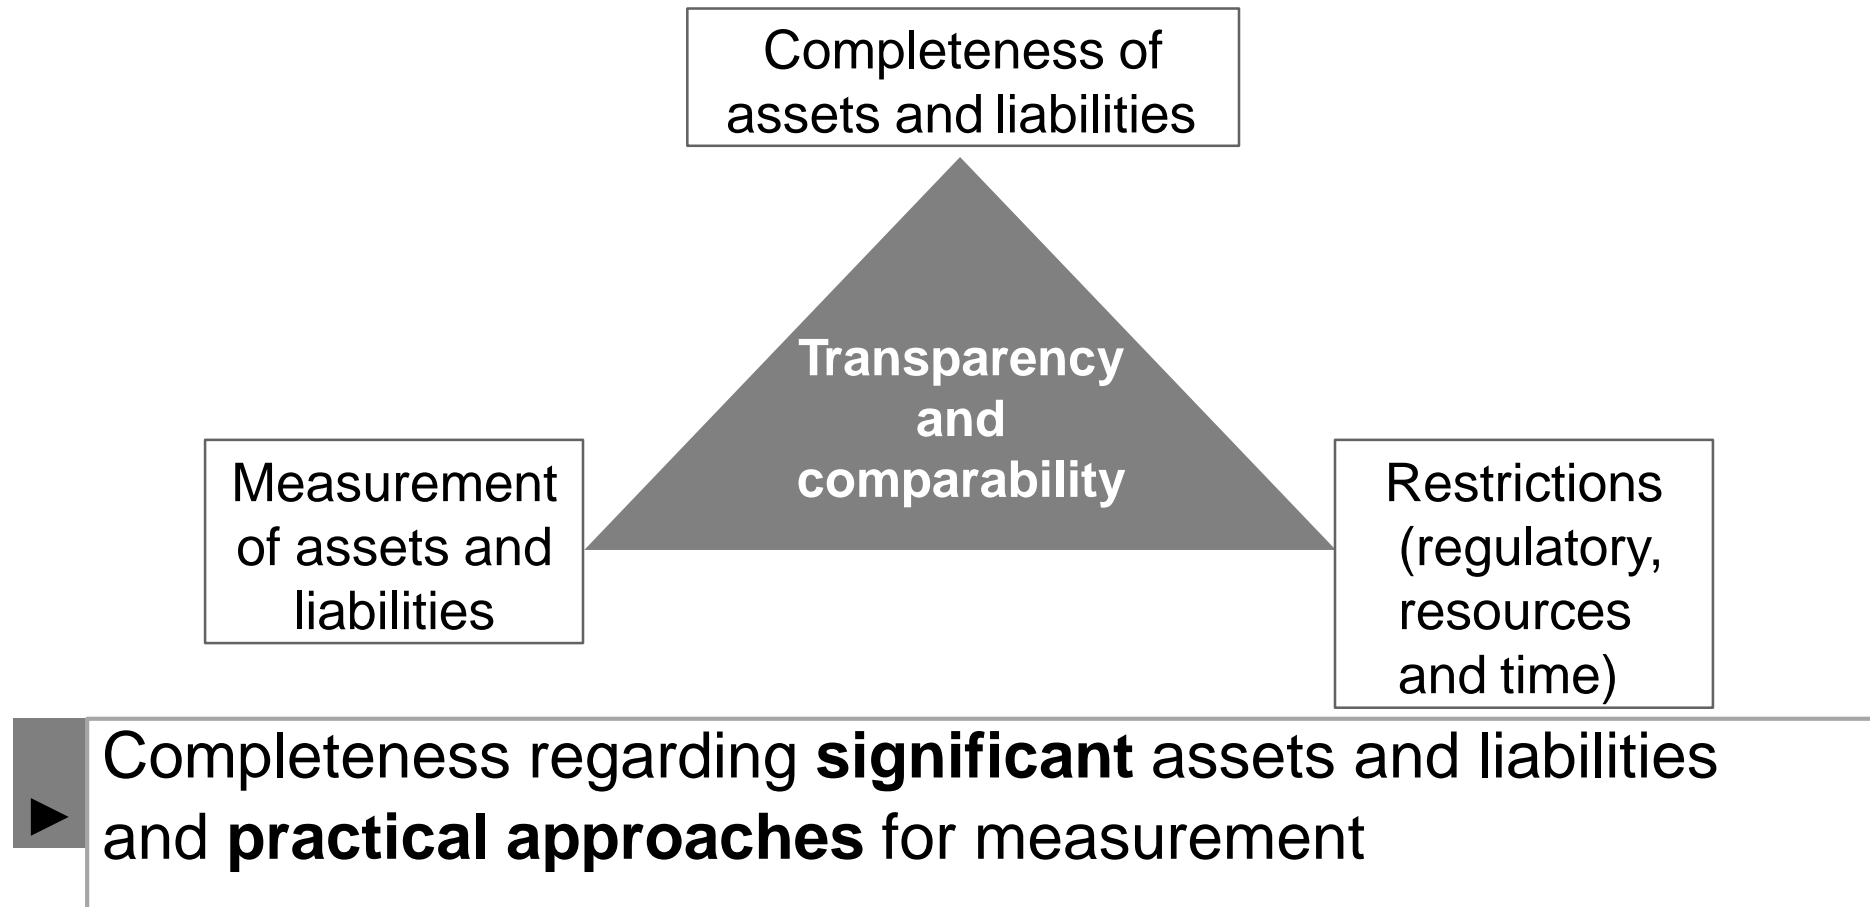 Completeness of
assets and liabilities
Transparency
and
comparability
Measurement
of assets and
liabilities
Restrictions
(regulatory,
resources
and time)
Completeness regarding significant assets and liabilities
and practical approaches for measurement